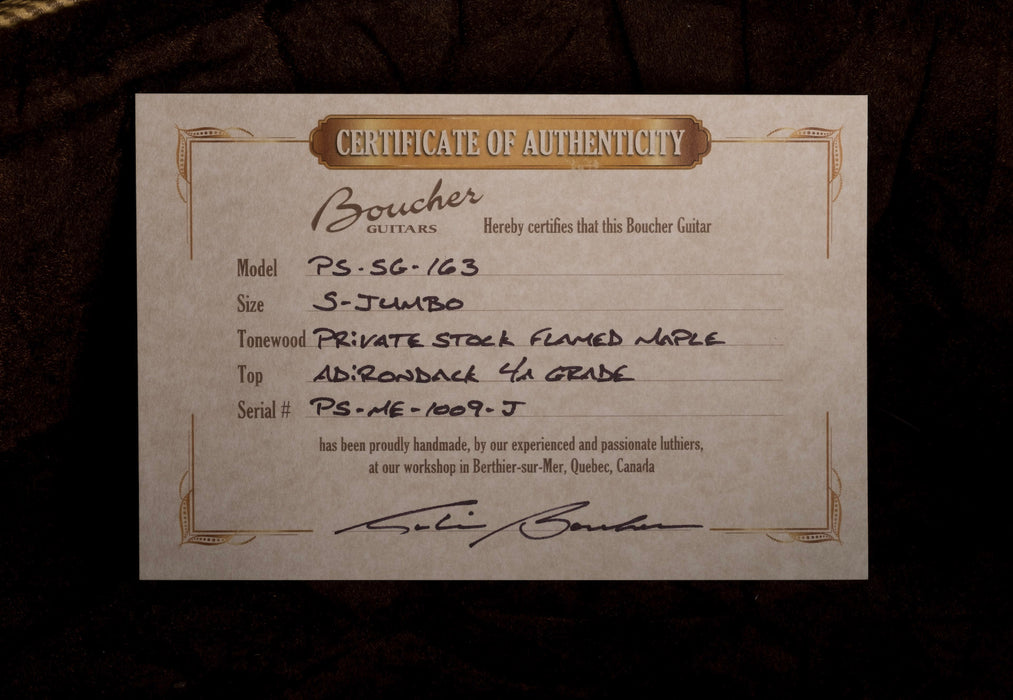 CERTIFICATE OF AUTHENTICITY
Boucher
GUITARS
Hereby certifies that this Boucher Guitar
Model PS-SG-163
Size S-JUMBO
Tonewood PRIVATE STOCK FLAMED MAPLE
Top ADIRONDACK 4/A GRADE
Serial # PS-ME-1009-J
has been proudly handmade, by our experienced and passionate luthiers,
at our workshop in Berthier-sur-Mer, Quebec, Canada
Boucher